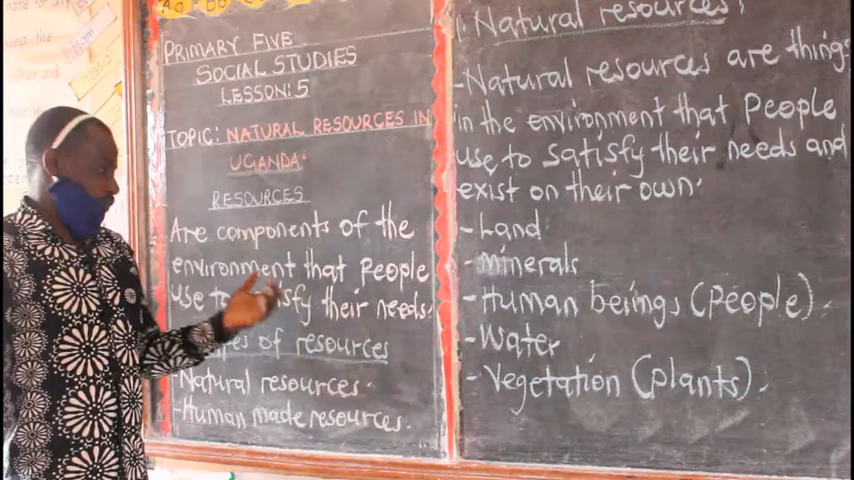 PRIMARY FIVE
SOCIAL STUDIES
LESSON: 5
TOPIC: NATURAL RESOURCES IN
UGANDA.
RESOURCES
Are components of the
environment that People
use to satisfy their needs.
of resources
-Natural resources.
-Human made resources.
Natural resources;
-Natural resources are things
in the environment that People
use to satisfy their needs and
exist on their own.
-Land
-minerals
-Human beings (People)
-Water
-Vegetation (plants).